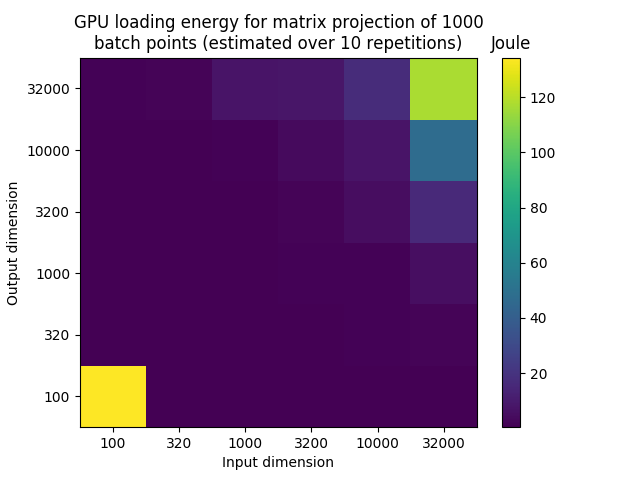 GPU loading energy for matrix projection of 1000
batch points (estimated over 10 repetitions)
Joule
32000
10000
3200
1000
320
100
Output dimension
100 320 1000 3200 10000 32000
Input dimension
120
100
80
60
40
20